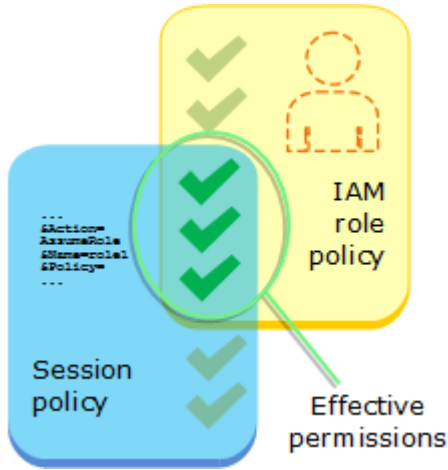 IAM
role
policy
...
&Action=
AssumeRole
&Name=role1
&Policy=
...
Session
policy
Effective
permissions